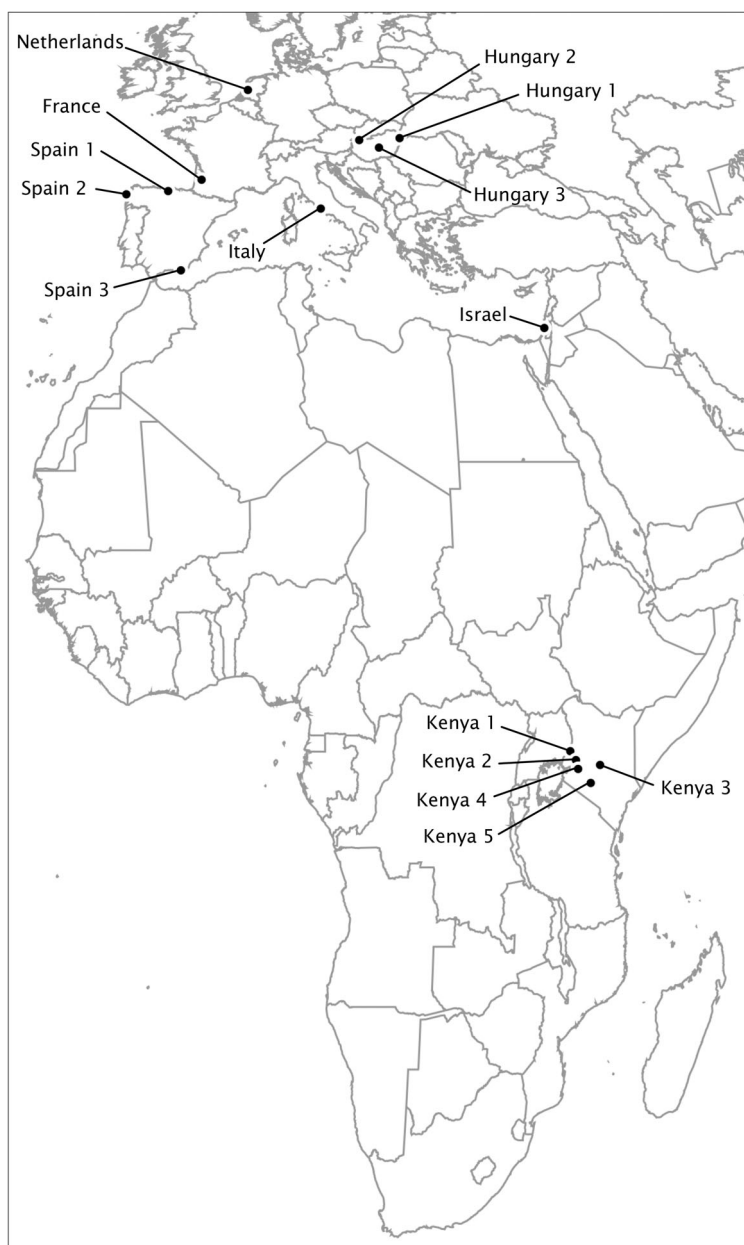 Netherlands
Hungary 2
Hungary 1
France
Spain 1
Spain 2
Hungary 3
Italy
Spain 3
Israel
Kenya 1
Kenya 2
Kenya 3
Kenya 4
Kenya 5